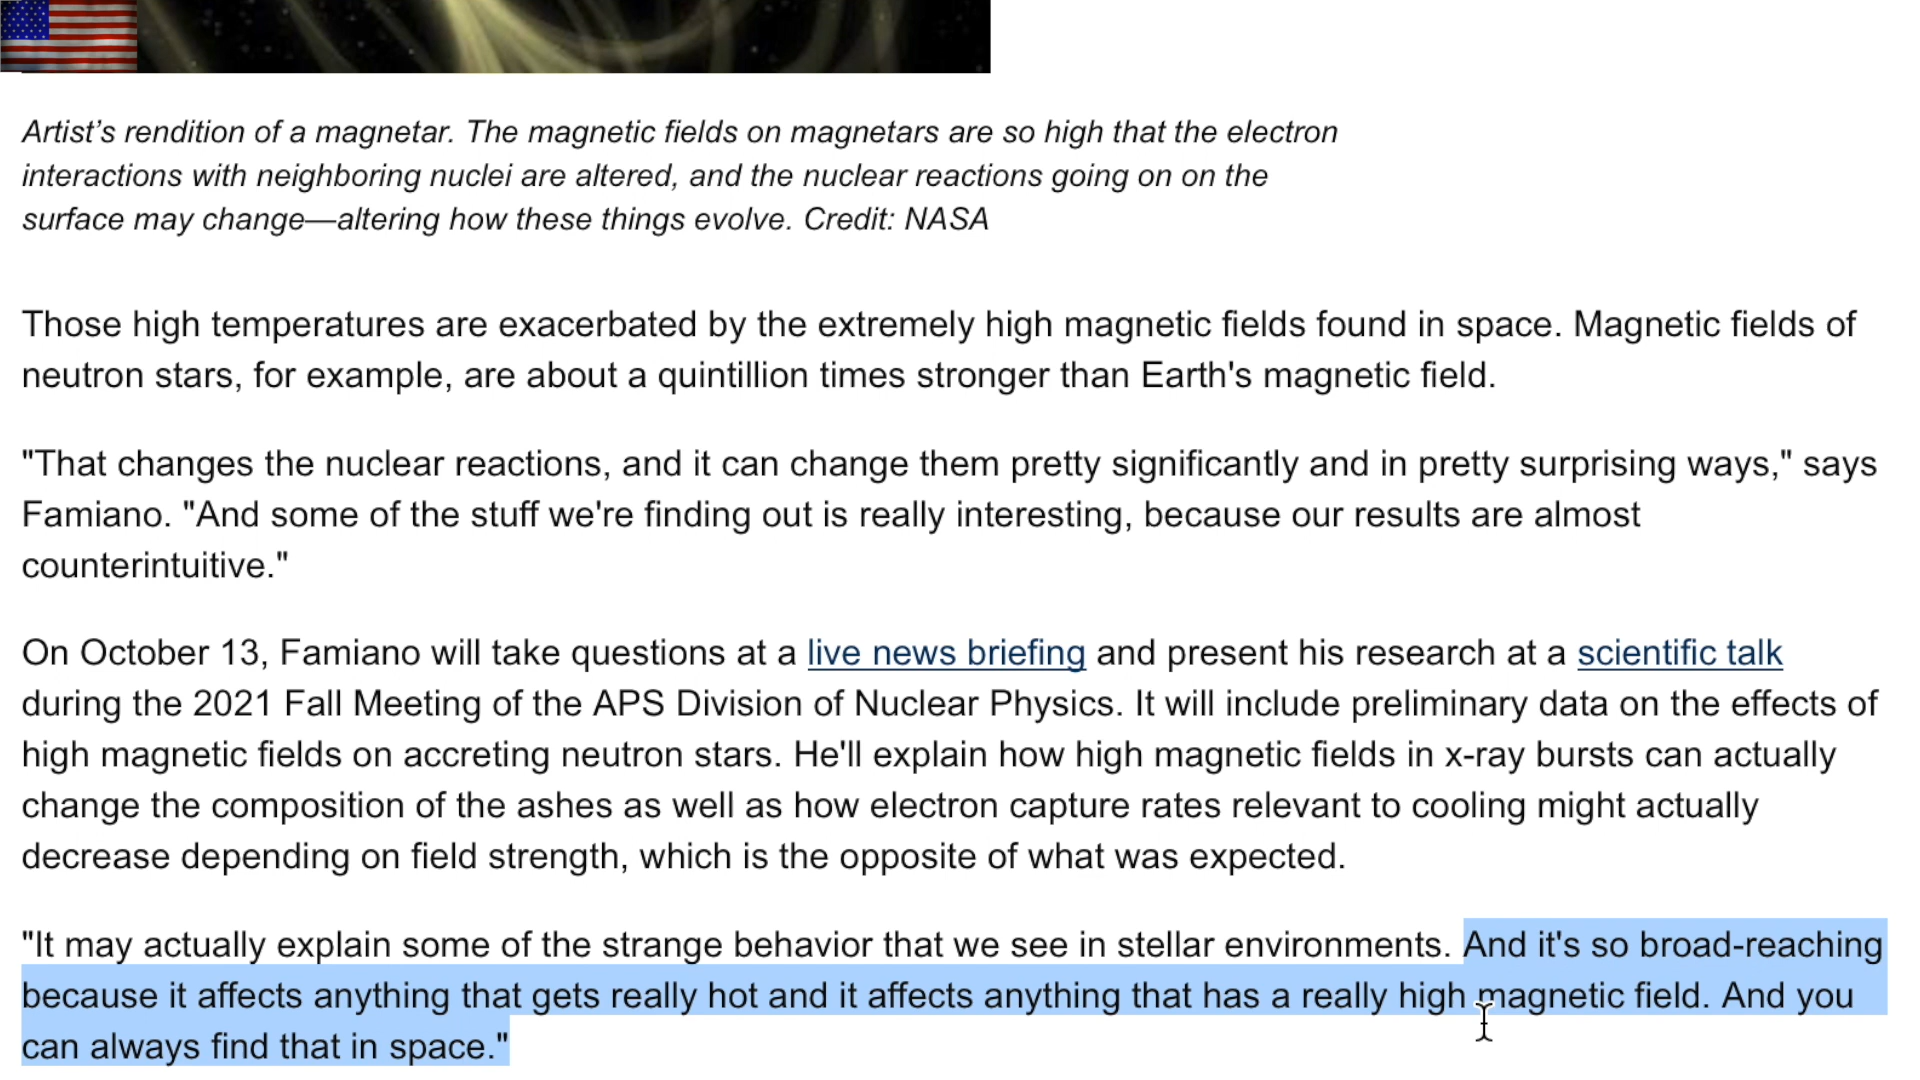 Artist’s rendition of a magnetar. The magnetic fields on magnetars are so high that the electron
interactions with neighboring nuclei are altered, and the nuclear reactions going on on the
surface may change—altering how these things evolve. Credit: NASA
Those high temperatures are exacerbated by the extremely high magnetic fields found in space. Magnetic fields of
neutron stars, for example, are about a quintillion times stronger than Earth's magnetic field.
"That changes the nuclear reactions, and it can change them pretty significantly and in pretty surprising ways," says
Famiano. "And some of the stuff we're finding out is really interesting, because our results are almost
counterintuitive."
On October 13, Famiano will take questions at a live news briefing and present his research at a scientific talk
during the 2021 Fall Meeting of the APS Division of Nuclear Physics. It will include preliminary data on the effects of
high magnetic fields on accreting neutron stars. He'll explain how high magnetic fields in x-ray bursts can actually
change the composition of the ashes as well as how electron capture rates relevant to cooling might actually
decrease depending on field strength, which is the opposite of what was expected.
"It may actually explain some of the strange behavior that we see in stellar environments. And it's so broad-reaching
because it affects anything that gets really hot and it affects anything that has a really high magnetic field. And you
can always find that in space."